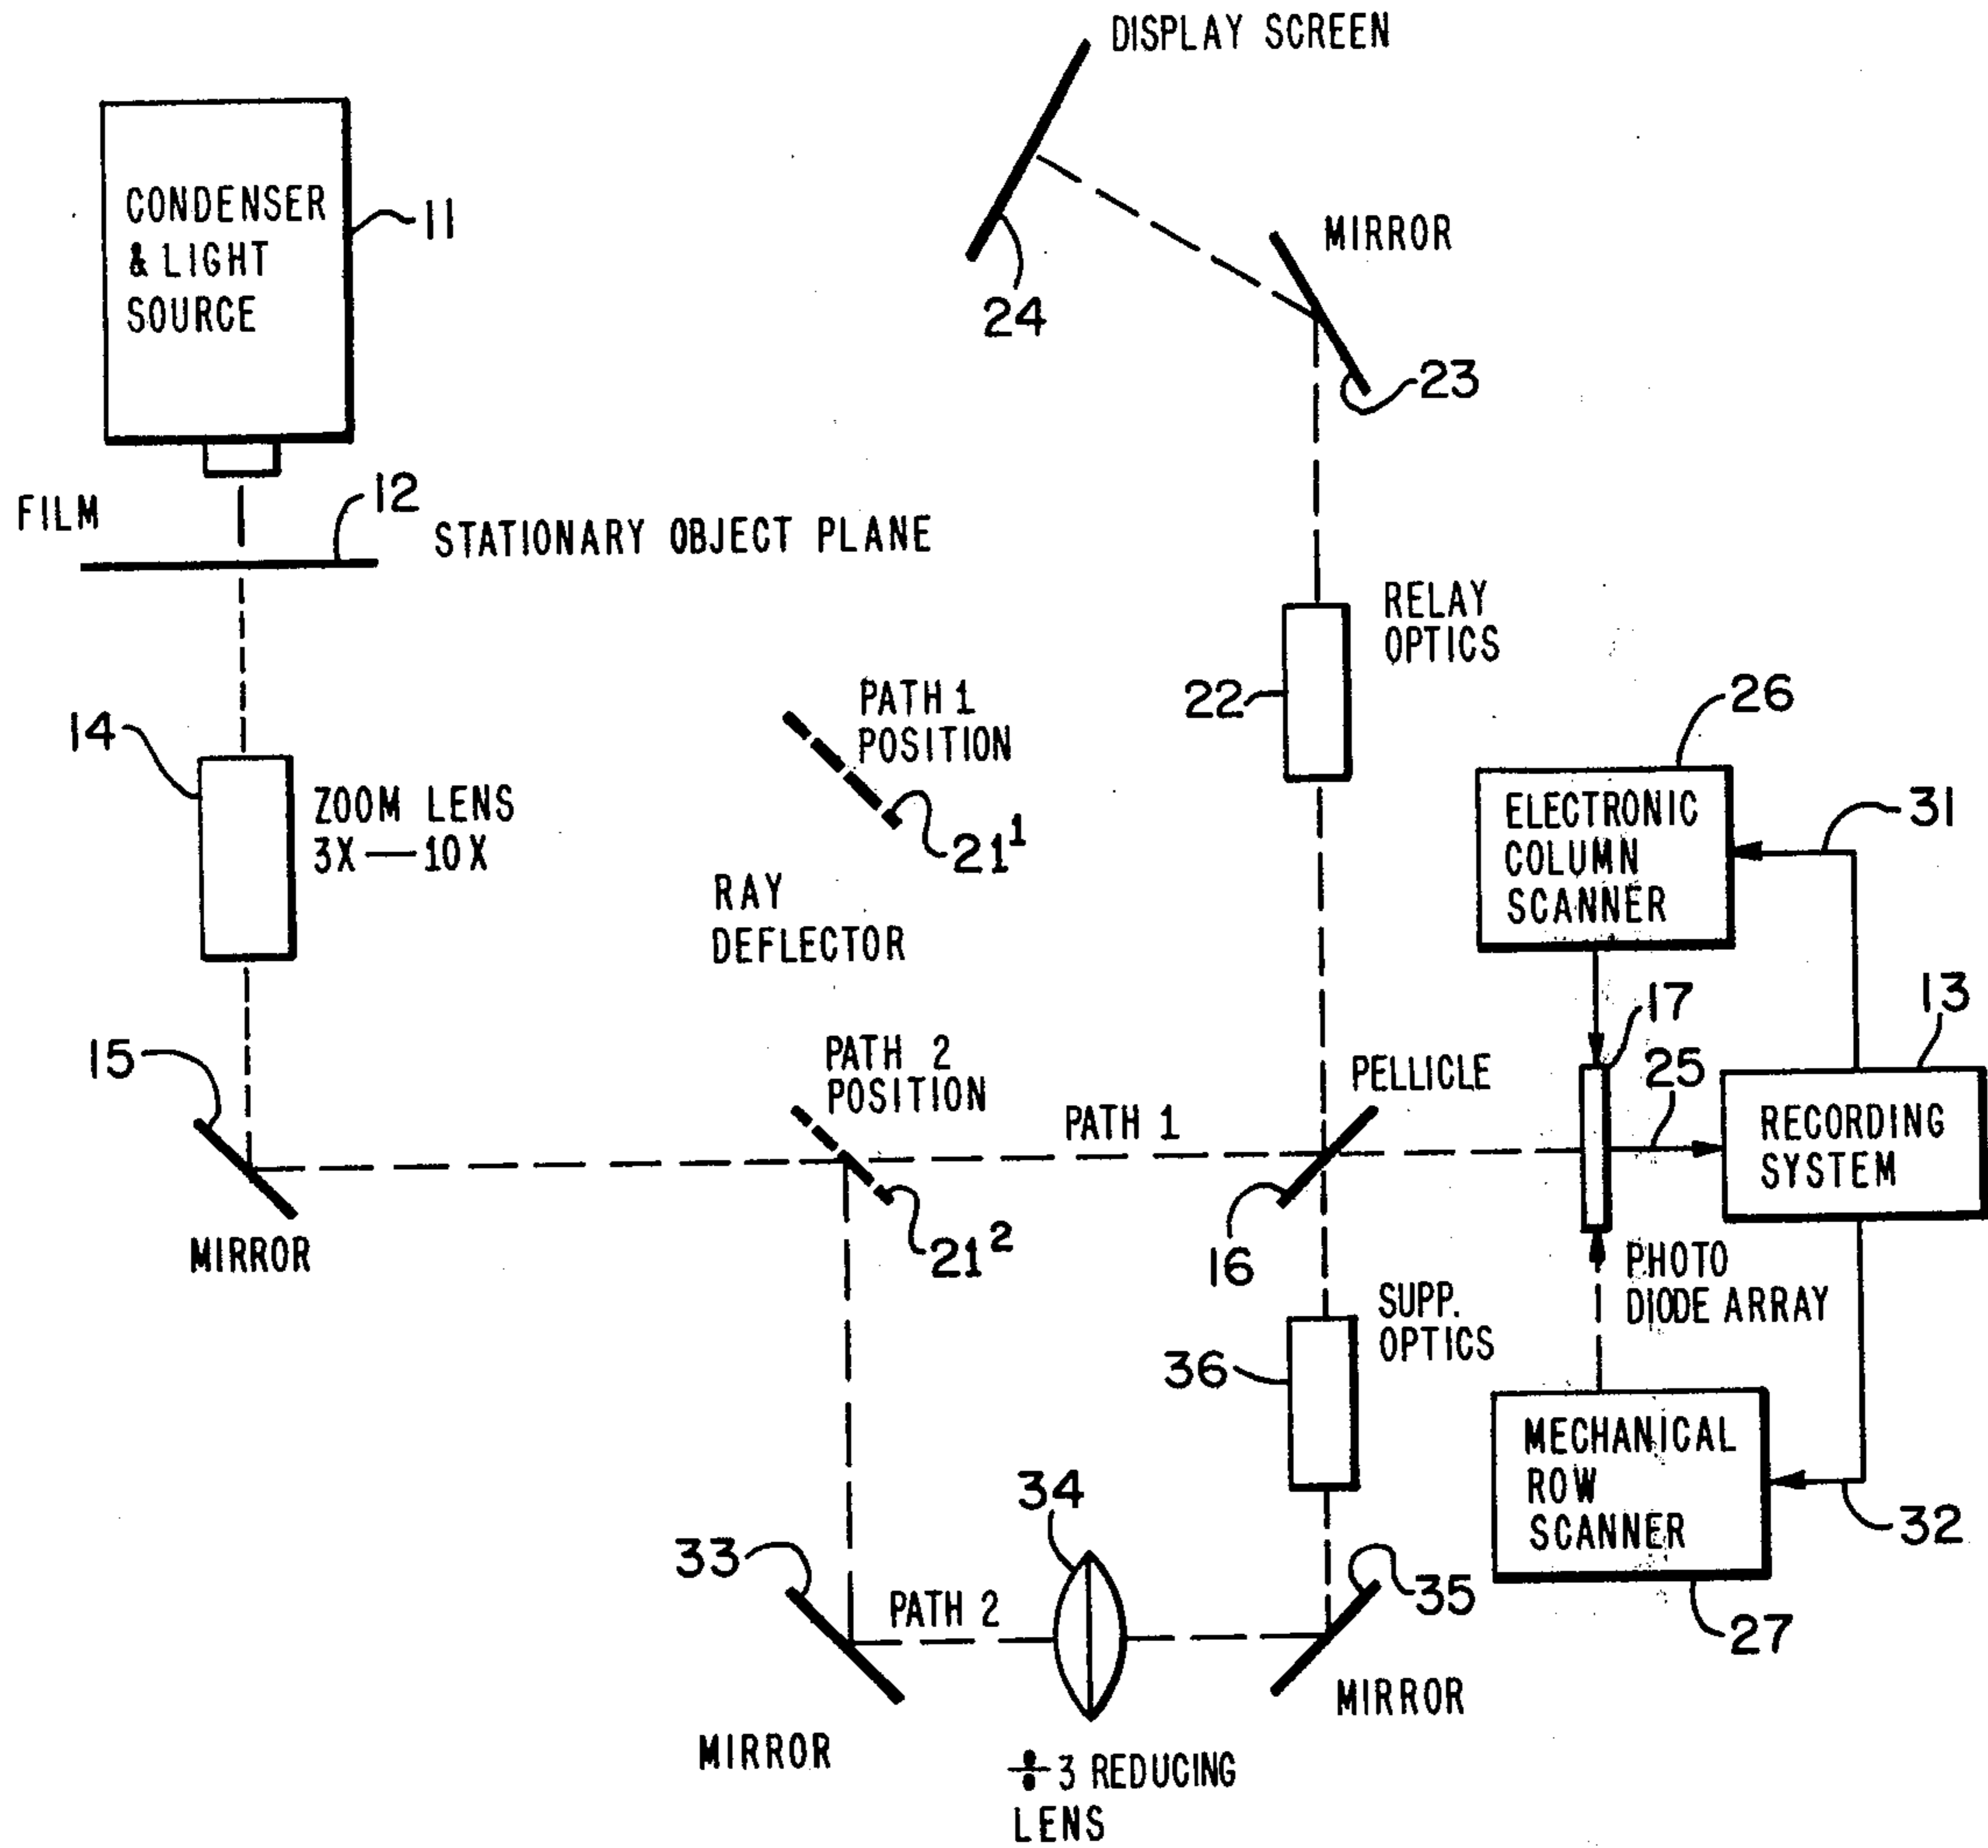 DISPLAY SCREEN
CONDENSER
& LIGHT
SOURCE
11
24
MIRROR
23
FILM
12
STATIONARY OBJECT PLANE
RELAY
OPTICS
22
14
ZOOM LENS
3X—10X
PATH 1
POSITION
21¹
RAY
DEFLECTOR
26
ELECTRONIC
COLUMN
SCANNER
31
15
MIRROR
PATH 2
POSITION
21²
PATH 1
PELLICLE
16
17
25
13
RECORDING
SYSTEM
PHOTO
DIODE ARRAY
SUPP.
OPTICS
36
MECHANICAL
ROW
SCANNER
32
27
33
PATH 2
34
35
MIRROR
MIRROR
÷3 REDUCING
LENS